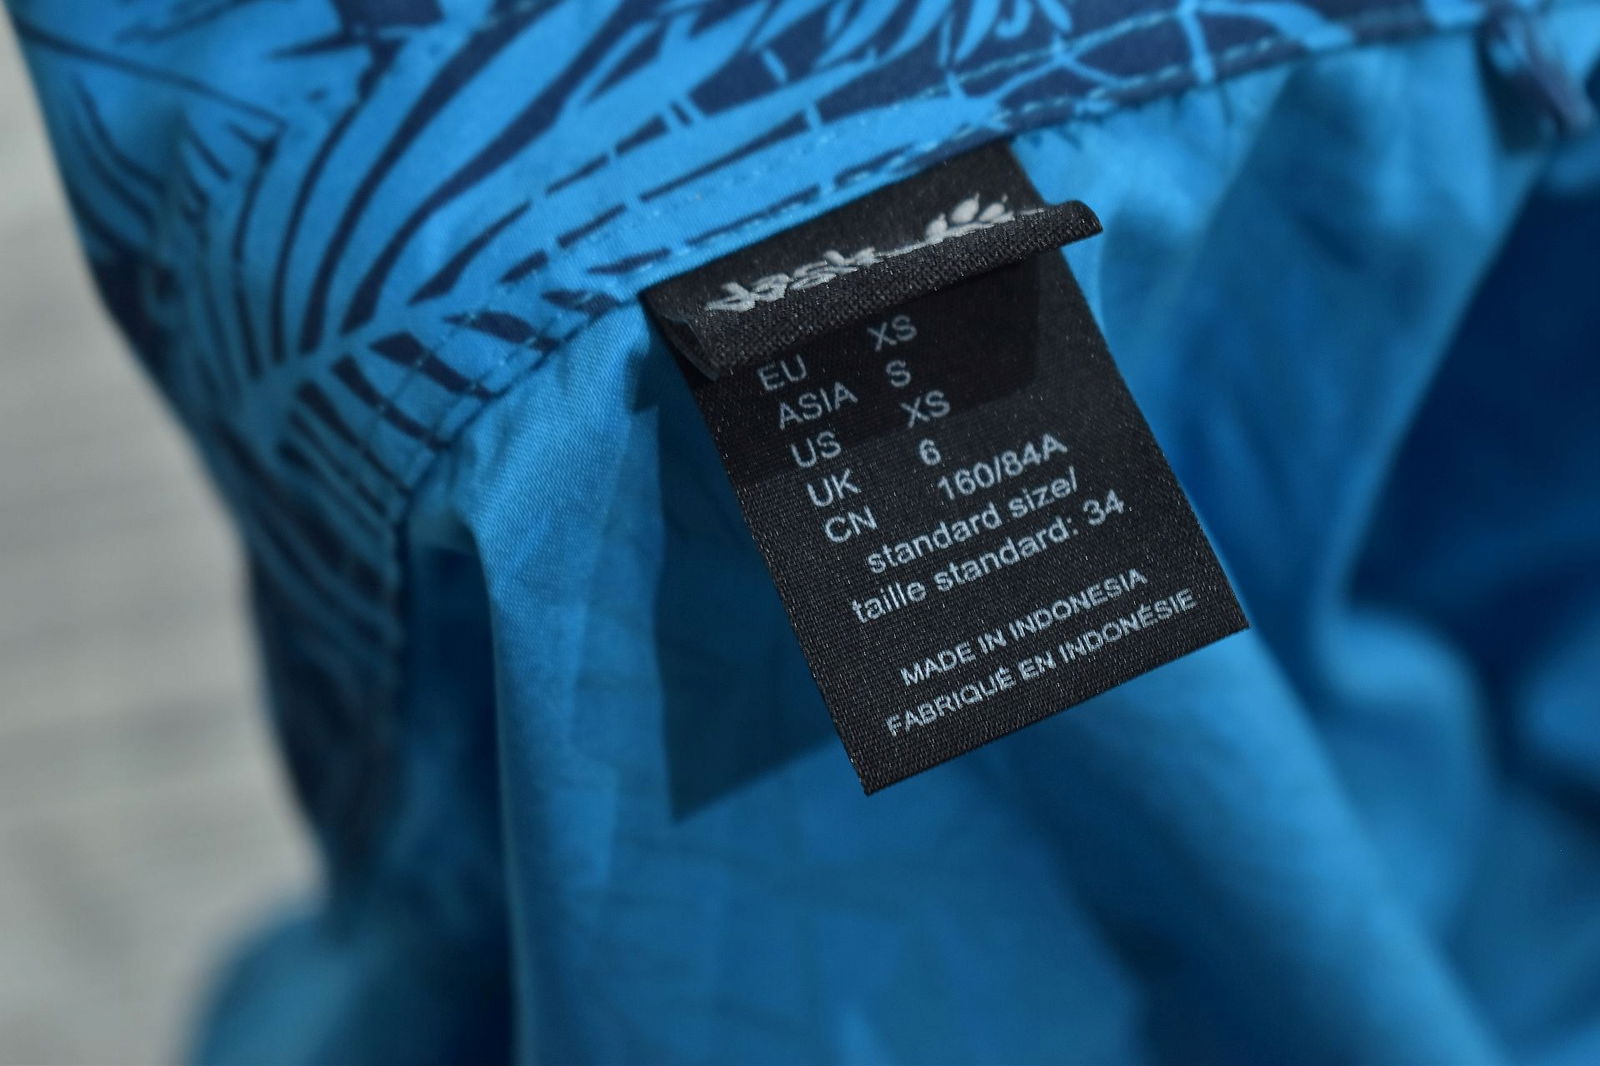 EU XS
ASIA S
US XS
UK 6
CN 160/84A
standard size/
taille standard: 34
MADE IN INDONESIA
FABRIQUÉ EN INDONÉSIE